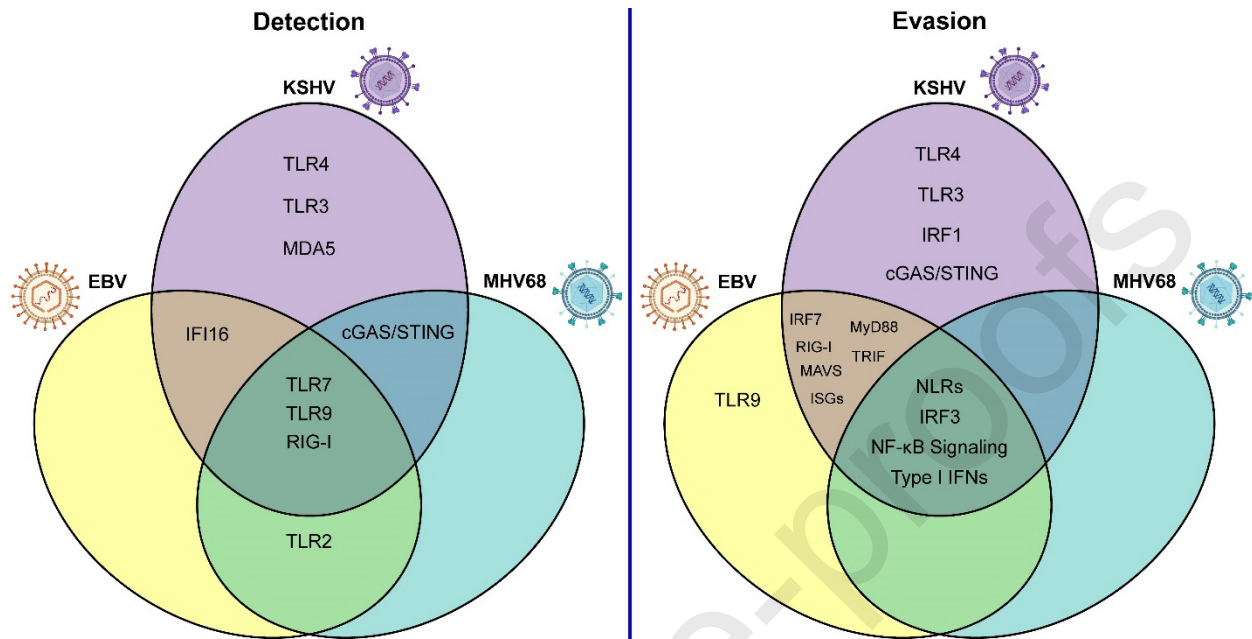 Detection
KSHV
TLR4
TLR3
MDA5
EBV
MHV68
IFI16
cGAS/STING
TLR7
TLR9
RIG-I
TLR2
Evasion
KSHV
TLR4
TLR3
IRF1
cGAS/STING
EBV
MHV68
IRF7
MyD88
RIG-I
TRIF
MAVS
ISGs
TLR9
NLRs
IRF3
NF-κB Signaling
Type I IFNs
e-proofs